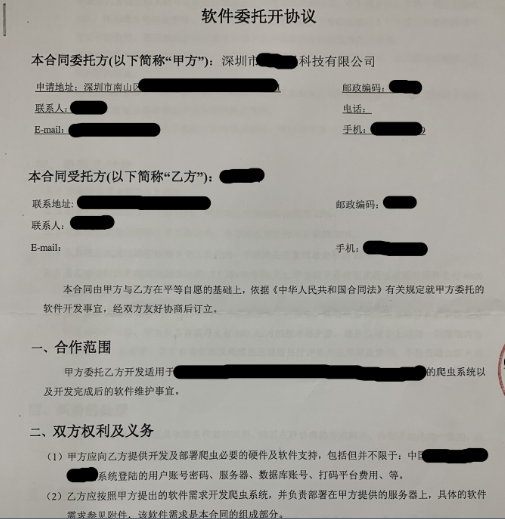 软件委托开协议
本合同委托方(以下简称“甲方”)：深圳市 科技有限公司
申请地址：深圳市南山区 邮政编码：
联系人： 电话：
E-mail： 手机：
本合同受托方(以下简称“乙方”)：
联系地址: 邮政编码：
联系人：
E-mail： 手机：
本合同由甲方与乙方在平等自愿的基础上，依据《中华人民共和国合同法》有关规定就甲方委托的
软件开发事宜，经双方友好协商后订立。
一、合作范围
甲方委托乙方开发适用于 的爬虫系统以
及开发完成后的软件维护事宜。
二、双方权利及义务
（1）甲方应向乙方提供开发及部署爬虫必要的硬件及软件支持，包括但并不限于；中国
系统登陆的用户账号密码、服务器、数据库账号、打码平台费用、等。
（2）乙方应按照甲方提出的软件需求开发爬虫系统，并负责部署在甲方提供的服务器上，具体的软件
需求参见附件，该软件需求是本合同的组成部分。